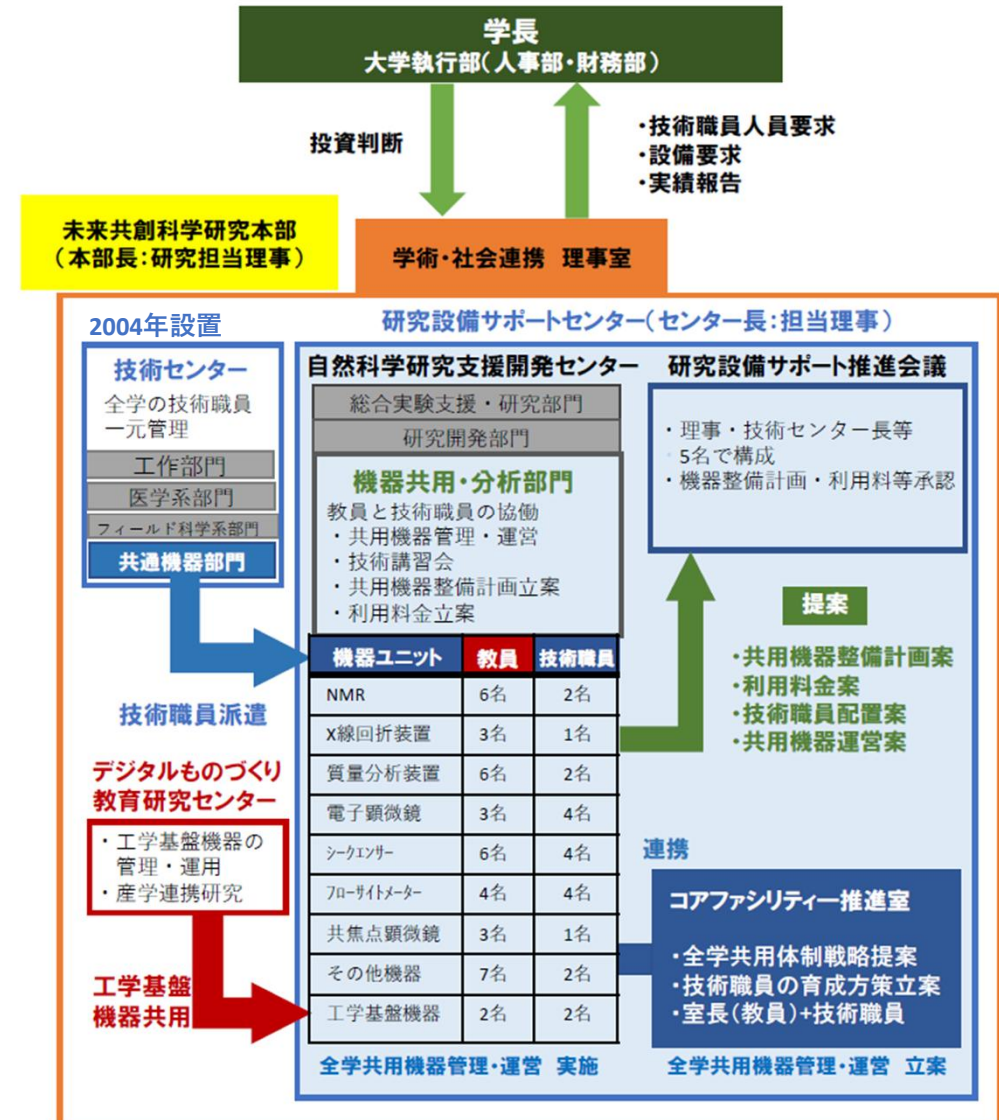 学長
大学執行部(人事部・財務部)
投資判断
・技術職員人員要求
・設備要求
・実績報告
未来共創科学研究本部
(本部長:研究担当理事)
学術・社会連携 理事室
2004年設置
研究設備サポートセンター(センター長:担当理事)
技術センター
全学の技術職員
一元管理
工作部門
医学系部門
フィールド科学系部門
共通機器部門
技術職員派遣
デジタルものづくり
教育研究センター
・工学基盤機器の
管理・運用
・産学連携研究
工学基盤
機器共用
自然科学研究支援開発センター
総合実験支援・研究部門
研究開発部門
機器共用・分析部門
教員と技術職員の協働
・共用機器管理・運営
・技術講習会
・共用機器整備計画立案
・利用料金立案
機器ユニット 教員 技術職員
NMR 6名 2名
X線回折装置 3名 1名
質量分析装置 6名 2名
電子顕微鏡 3名 4名
シークエンサー 6名 4名
フローサイトメーター 4名 4名
共焦点顕微鏡 3名 1名
その他機器 7名 2名
工学基盤機器 2名 2名
全学共用機器管理・運営 実施
研究設備サポート推進会議
・理事・技術センター長等
5名で構成
・機器整備計画・利用料等承認
提案
・共用機器整備計画案
・利用料金案
・技術職員配置案
・共用機器運営案
連携
コアファシリティー推進室
・全学共用体制戦略提案
・技術職員の育成方策立案
・室長(教員)+技術職員
全学共用機器管理・運営 立案